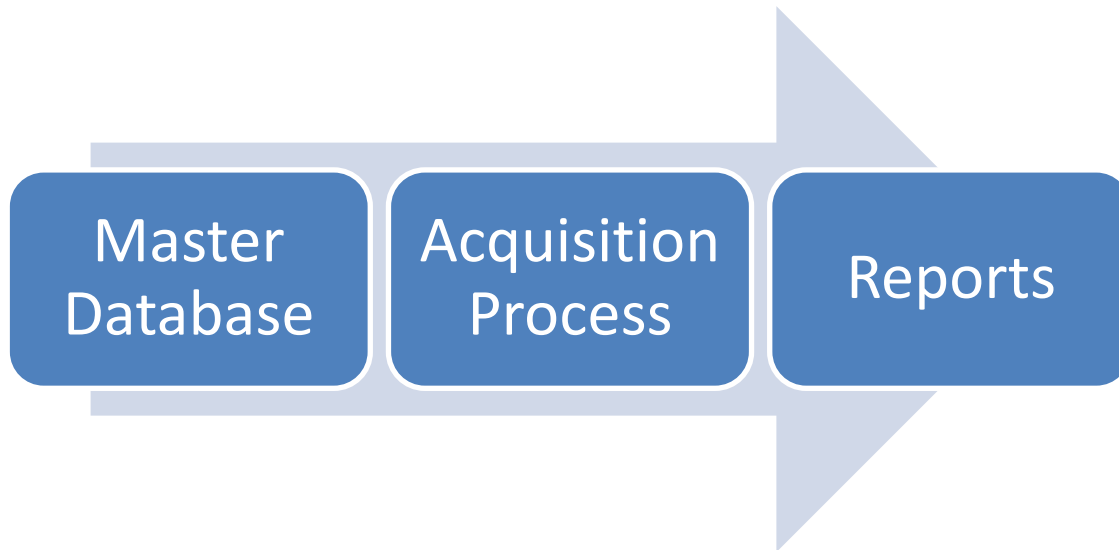 Master
Database
Acquisition
Process
Reports